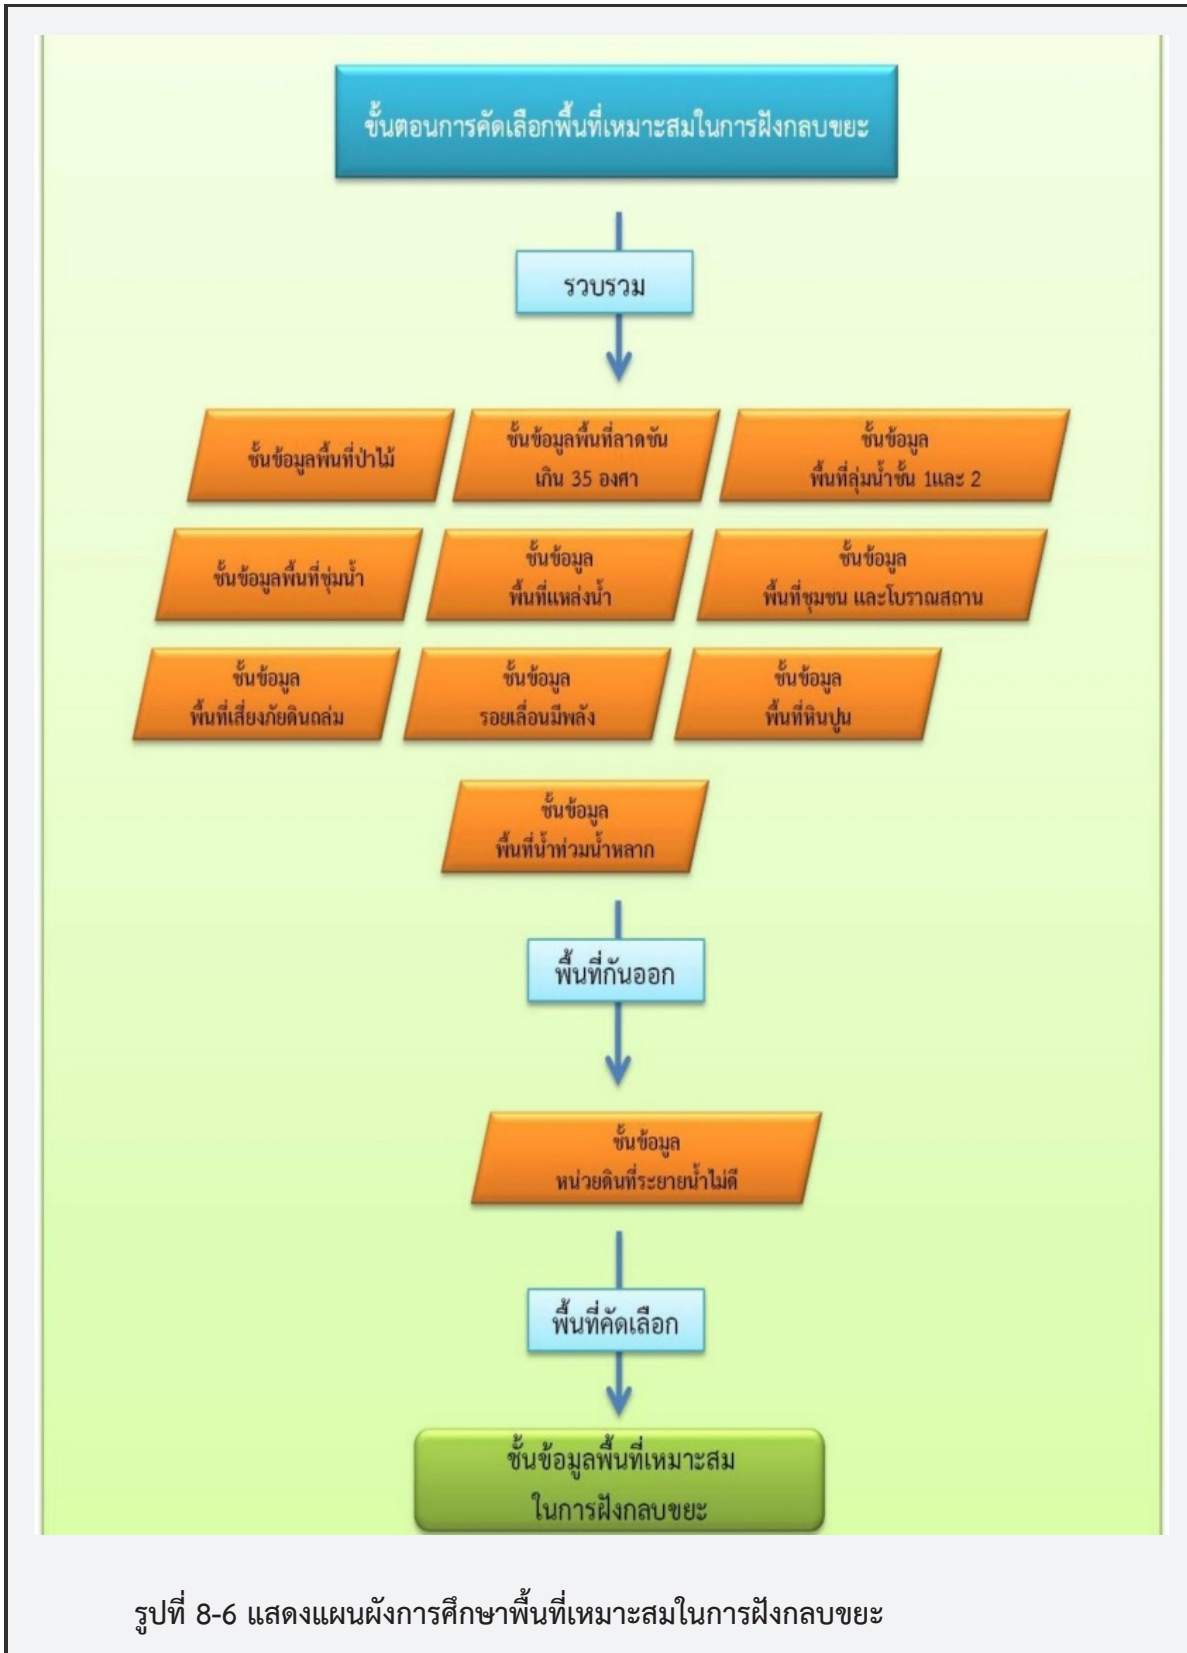 ขั้นตอนการคัดเลือกพื้นที่เหมาะสมในการฝังกลบขยะ
รวบรวม
ชั้นข้อมูลพื้นที่ป่าไม้
ชั้นข้อมูลพื้นที่ลาดชัน
เกิน 35 องศา
ชั้นข้อมูล
พื้นที่ลุ่มน้ำชั้น 1และ 2
ชั้นข้อมูลพื้นที่ชุ่มน้ำ
ชั้นข้อมูล
พื้นที่แหล่งน้ำ
ชั้นข้อมูล
พื้นที่ชุมชน และโบราณสถาน
ชั้นข้อมูล
พื้นที่เสี่ยงภัยดินถล่ม
ชั้นข้อมูล
รอยเลื่อนมีพลัง
ชั้นข้อมูล
พื้นที่หินปูน
ชั้นข้อมูล
พื้นที่น้ำท่วมน้ำหลาก
พื้นที่กันออก
ชั้นข้อมูล
หน่วยดินที่ระยายน้ำไม่ดี
พื้นที่คัดเลือก
ชั้นข้อมูลพื้นที่เหมาะสม
ในการฝังกลบขยะ
รูปที่ 8-6 แสดงแผนผังการศึกษาพื้นที่เหมาะสมในการฝังกลบขยะ